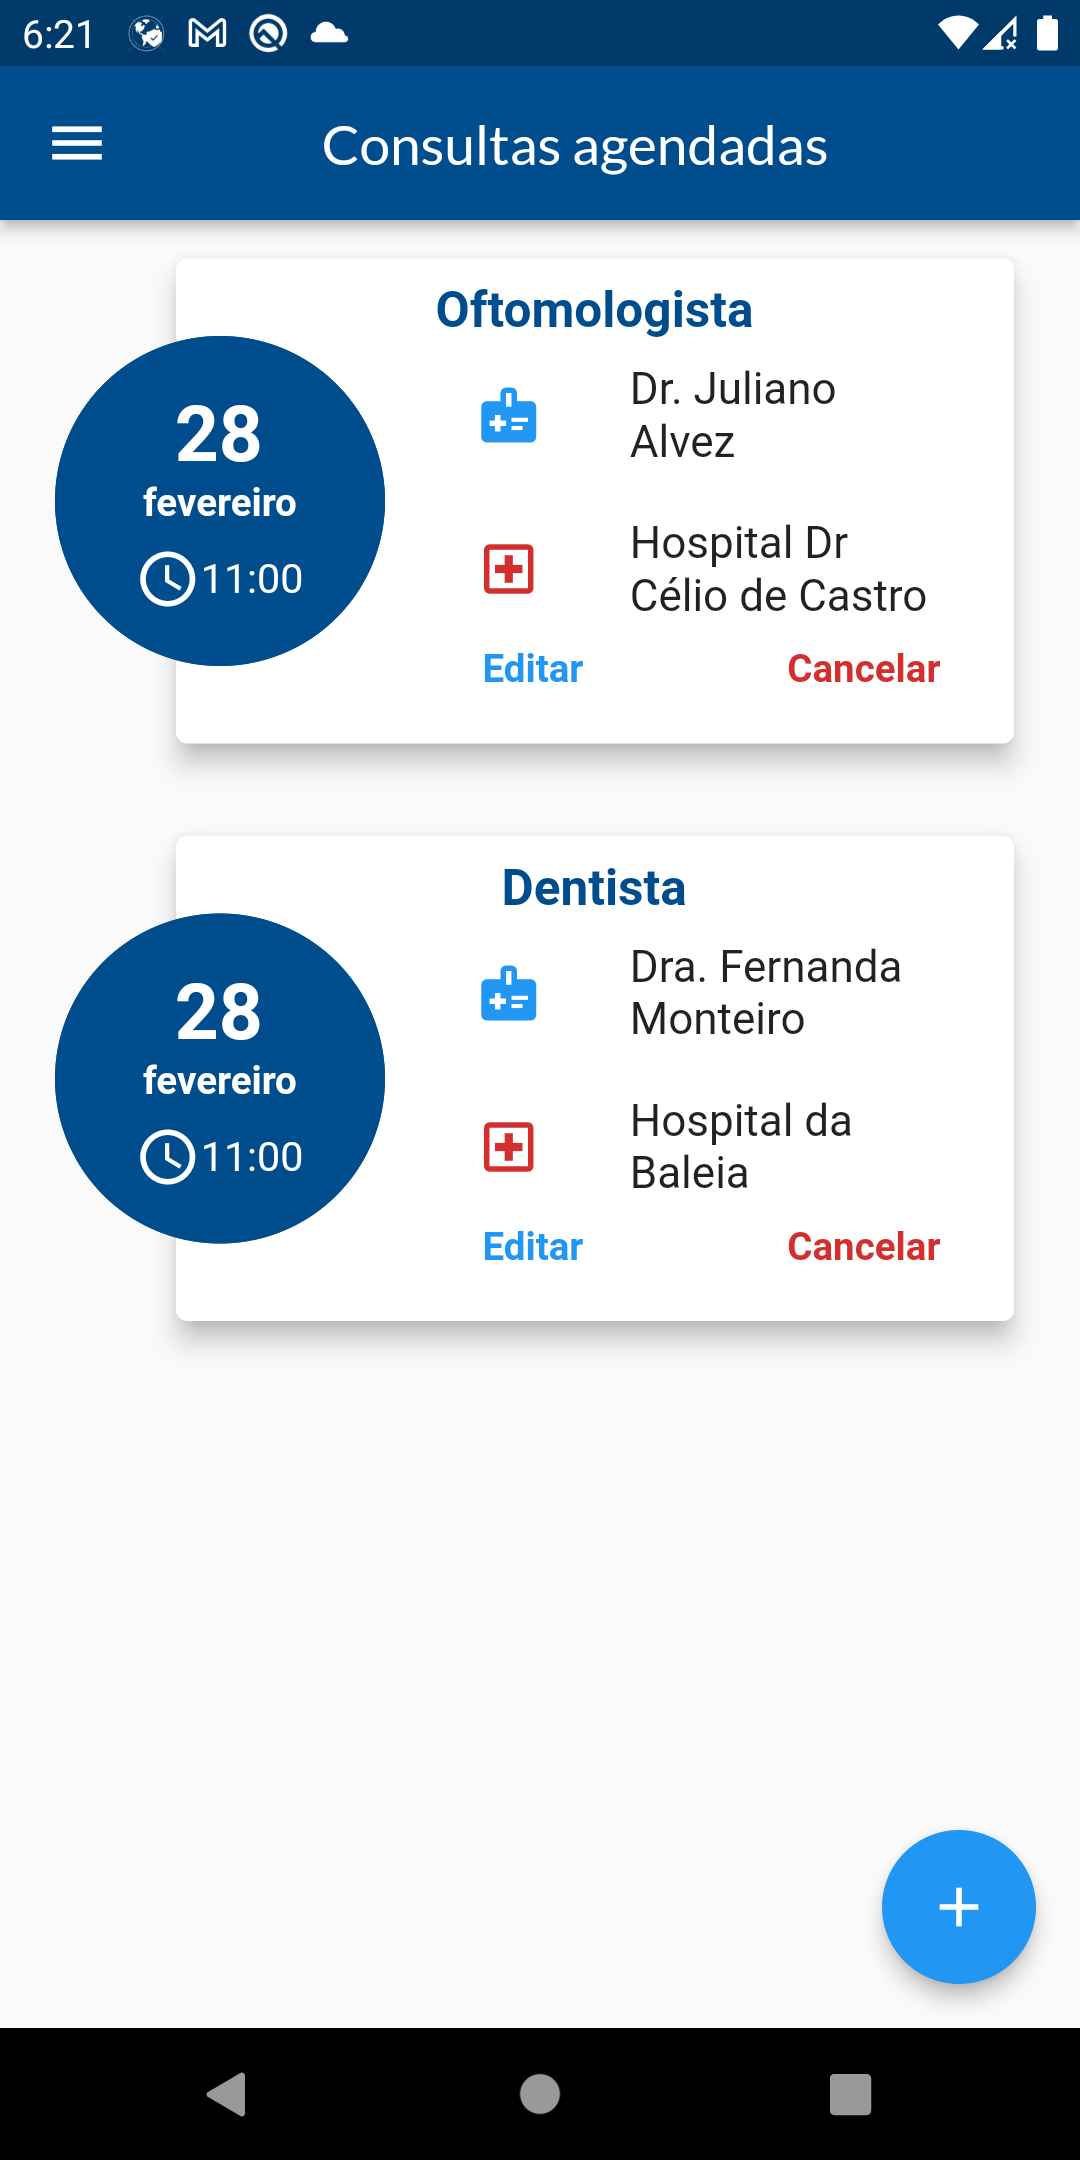 6:21
Consultas agendadas
Oftomologista
28
fevereiro
11:00
Dr. Juliano
Alvez
Hospital Dr
Célio de Castro
Editar
Cancelar
Dentista
28
fevereiro
11:00
Dra. Fernanda
Monteiro
Hospital da
Baleia
Editar
Cancelar